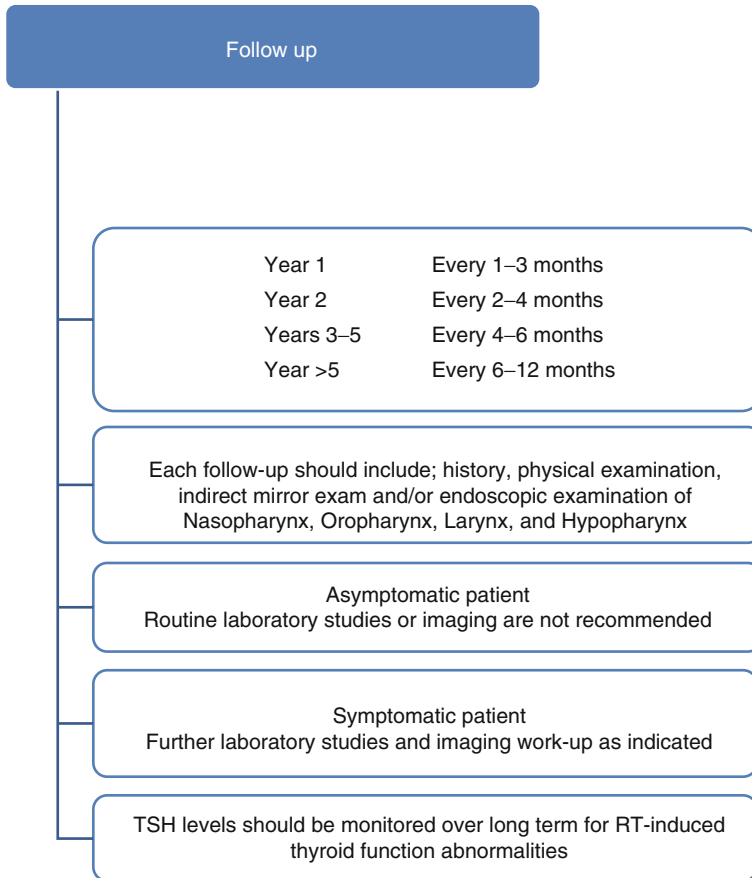 Follow up
Year 1 Every 1–3 months
Year 2 Every 2–4 months
Years 3–5 Every 4–6 months
Year >5 Every 6–12 months
Each follow-up should include; history, physical examination,
indirect mirror exam and/or endoscopic examination of
Nasopharynx, Oropharynx, Larynx, and Hypopharynx
Asymptomatic patient
Routine laboratory studies or imaging are not recommended
Symptomatic patient
Further laboratory studies and imaging work-up as indicated
TSH levels should be monitored over long term for RT-induced
thyroid function abnormalities